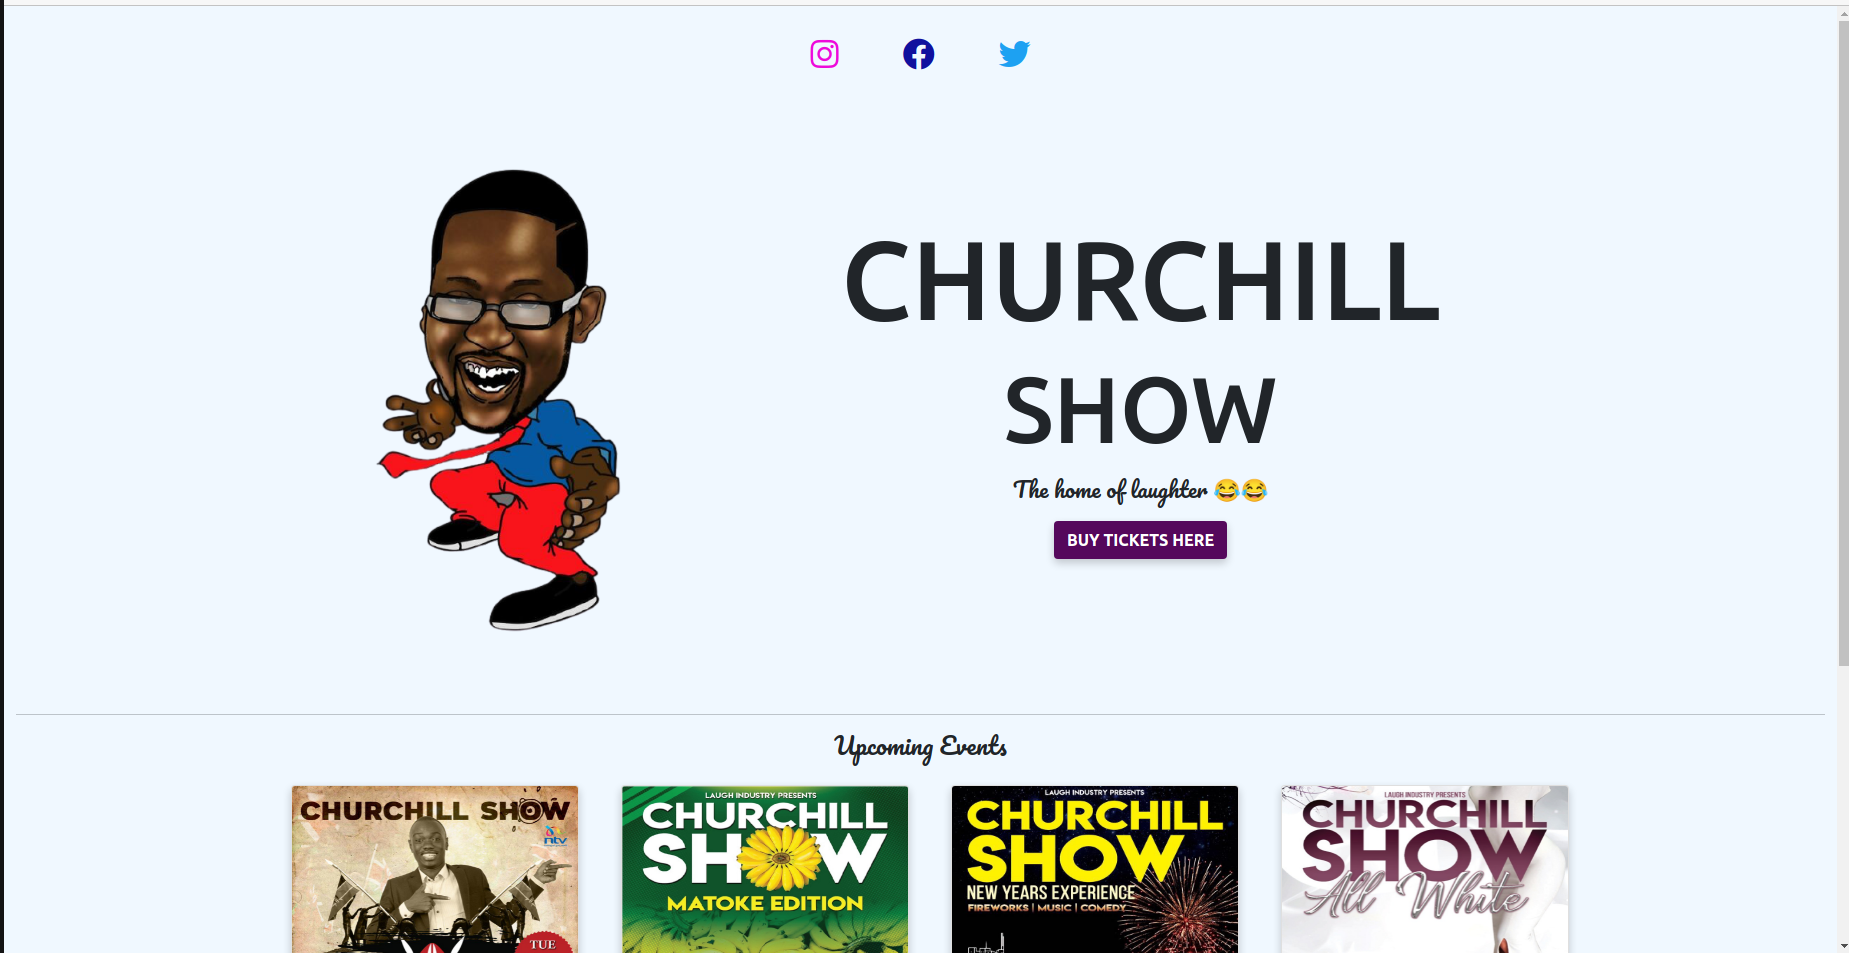 CHURCHILL
SHOW
The home of laughter 😂😂
BUY TICKETS HERE
Upcoming Events
CHURCHILL SHOW
ntv
TUE
LAUGH INDUSTRY PRESENTS
CHURCHILL
SHOW
MATOKE EDITION
LAUGH INDUSTRY PRESENTS
CHURCHILL
SHOW
NEW YEARS EXPERIENCE
FIREWORKS | MUSIC | COMEDY
LAUGH INDUSTRY PRESENTS
CHURCHILL
SHOW
All White